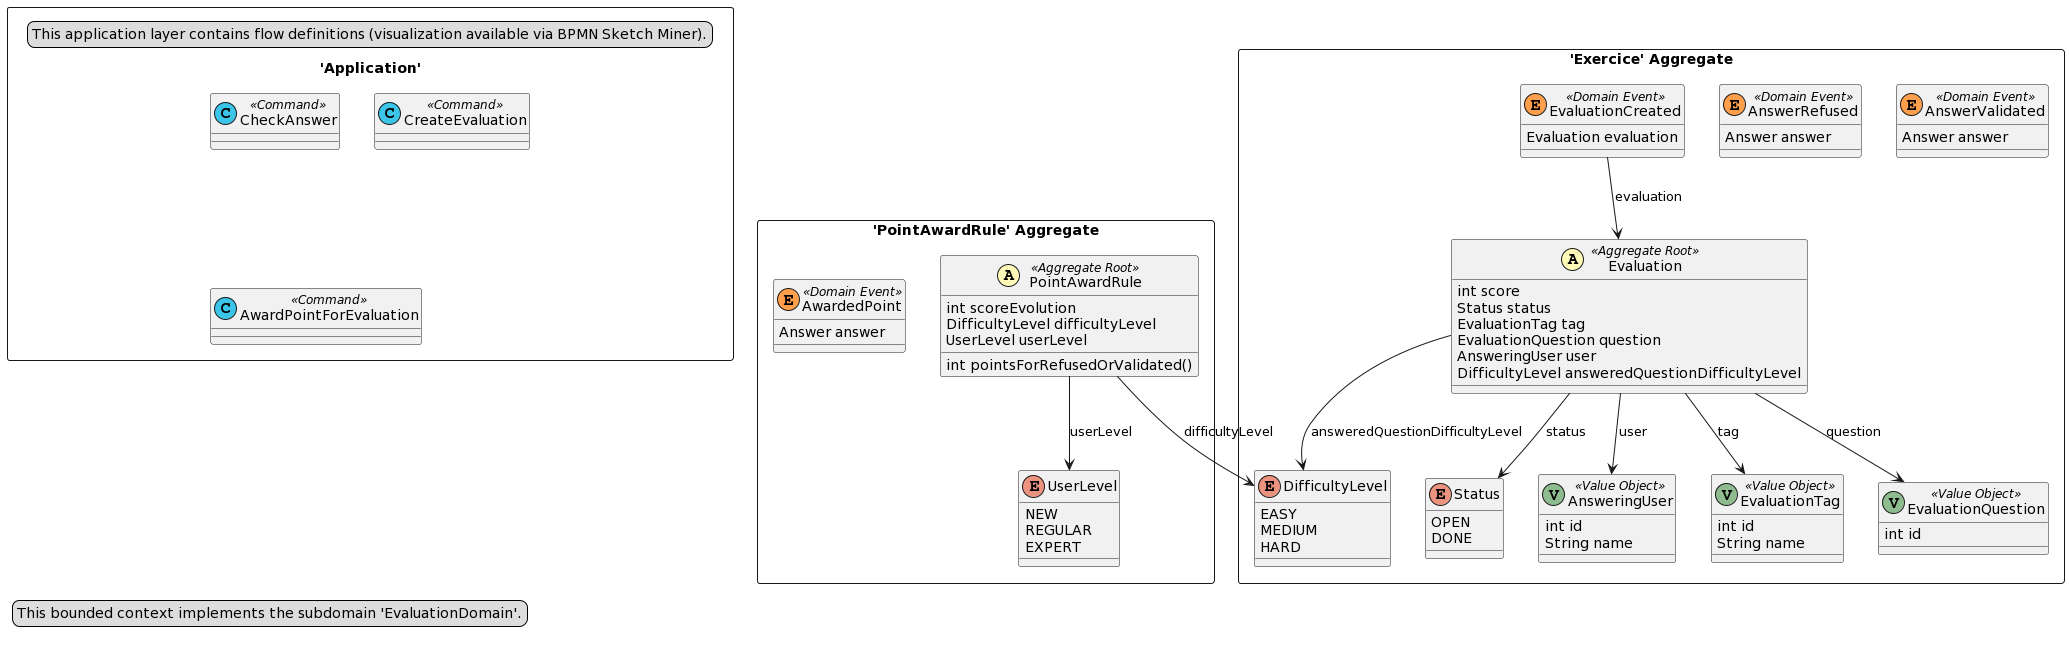 This application layer contains flow definitions (visualization available via BPMN Sketch Miner).
'Application'
C
«Command»
CheckAnswer
C
«Command»
CreateEvaluation
C
«Command»
AwardPointForEvaluation
'PointAwardRule' Aggregate
E
«Domain Event»
AwardedPoint
Answer answer
A
«Aggregate Root»
PointAwardRule
int scoreEvolution
DifficultyLevel difficultyLevel
UserLevel userLevel
int pointsForRefusedOrValidated()
userLevel
difficultyLevel
E
UserLevel
NEW
REGULAR
EXPERT
'Exercice' Aggregate
E
«Domain Event»
EvaluationCreated
Evaluation evaluation
E
«Domain Event»
AnswerRefused
Answer answer
E
«Domain Event»
AnswerValidated
Answer answer
evaluation
A
«Aggregate Root»
Evaluation
int score
Status status
EvaluationTag tag
EvaluationQuestion question
AnsweringUser user
DifficultyLevel answeredQuestionDifficultyLevel
answeredQuestionDifficultyLevel
status
user
tag
question
E
DifficultyLevel
EASY
MEDIUM
HARD
E
Status
OPEN
DONE
V
«Value Object»
AnsweringUser
int id
String name
V
«Value Object»
EvaluationTag
int id
String name
V
«Value Object»
EvaluationQuestion
int id
This bounded context implements the subdomain 'EvaluationDomain'.